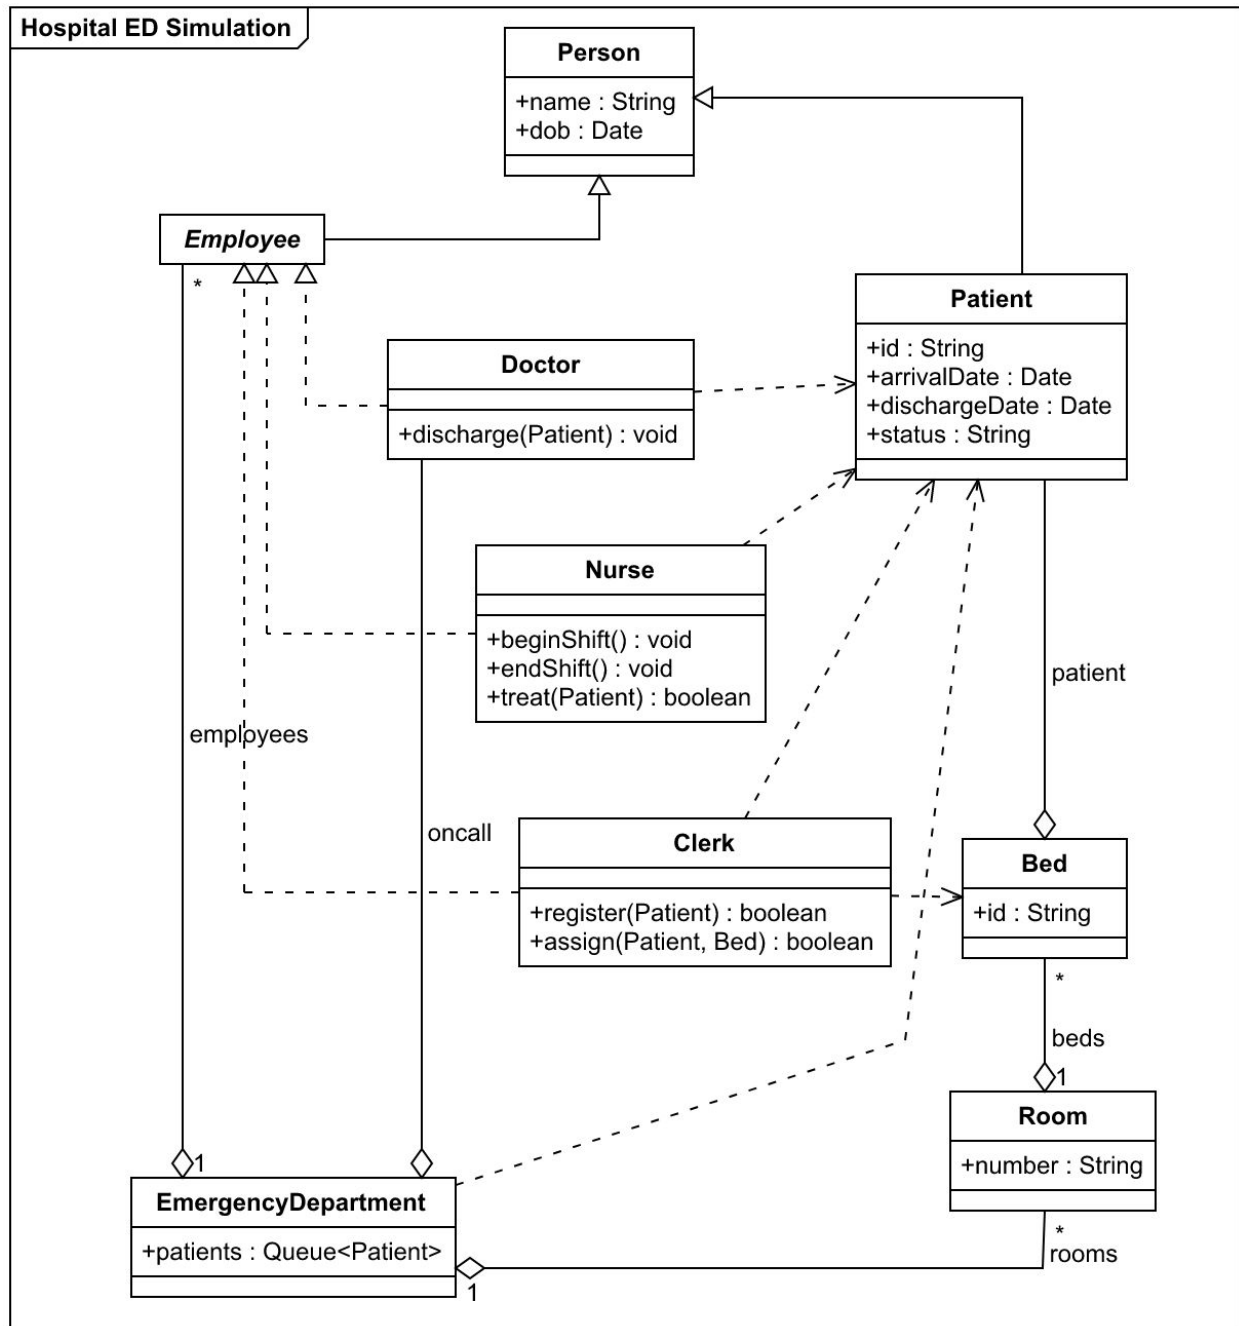 Hospital ED Simulation
Person
+name : String
+dob : Date
Employee
*
Patient
+id : String
+arrivalDate : Date
+dischargeDate : Date
+status : String
Doctor
+discharge(Patient) : void
Nurse
+beginShift() : void
+endShift() : void
+treat(Patient) : boolean
patient
employees
oncall
Clerk
+register(Patient) : boolean
+assign(Patient, Bed) : boolean
Bed
+id : String
*
beds
1
Room
+number : String
*
rooms
1
EmergencyDepartment
+patients : Queue<Patient>
1